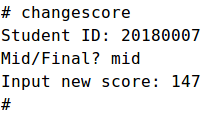 # changescore
Student ID: 20180007
Mid/Final? mid
Input new score: 147
#